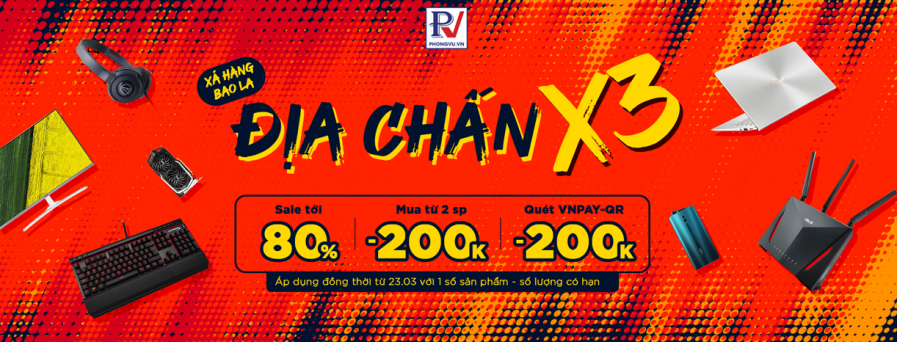 PV
PHONGVU.VN
XẢ HÀNG
BAO LA
ĐỊA CHẤN X3
Sale tới
80%
Mua từ 2 sp
-200K
Quét VNPAY-QR
-200K
Áp dụng đồng thời từ 23.03 với 1 số sản phẩm - số lượng có hạn